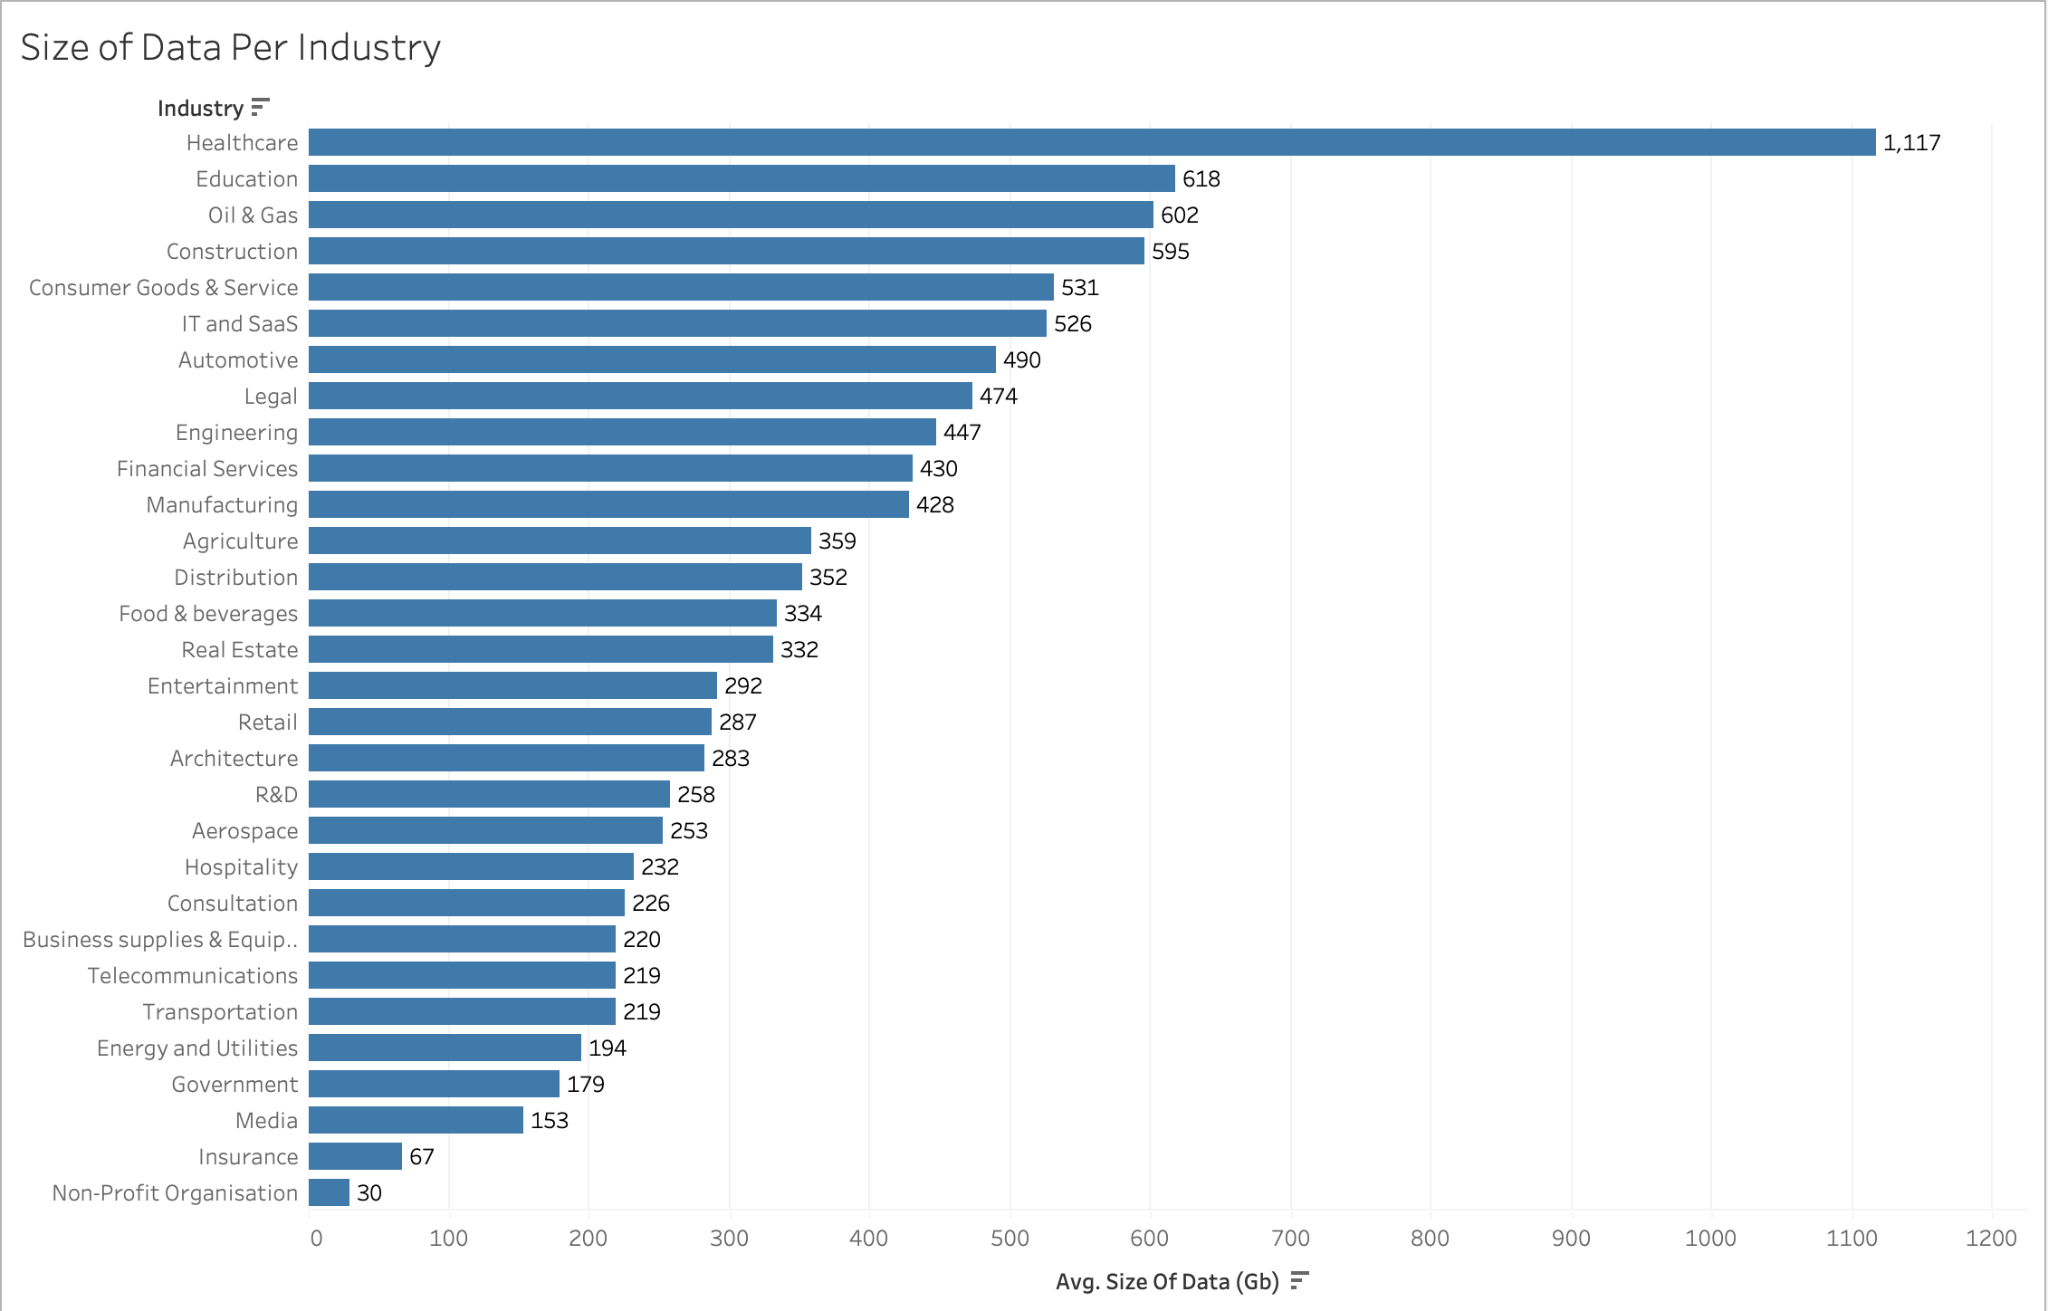 Size of Data Per Industry
Industry
Healthcare 1,117
Education 618
Oil & Gas 602
Construction 595
Consumer Goods & Service 531
IT and SaaS 526
Automotive 490
Legal 474
Engineering 447
Financial Services 430
Manufacturing 428
Agriculture 359
Distribution 352
Food & beverages 334
Real Estate 332
Entertainment 292
Retail 287
Architecture 283
R&D 258
Aerospace 253
Hospitality 232
Consultation 226
Business supplies & Equip.. 220
Telecommunications 219
Transportation 219
Energy and Utilities 194
Government 179
Media 153
Insurance 67
Non-Profit Organisation 30
0 100 200 300 400 500 600 700 800 900 1000 1100 1200
Avg. Size Of Data (Gb)